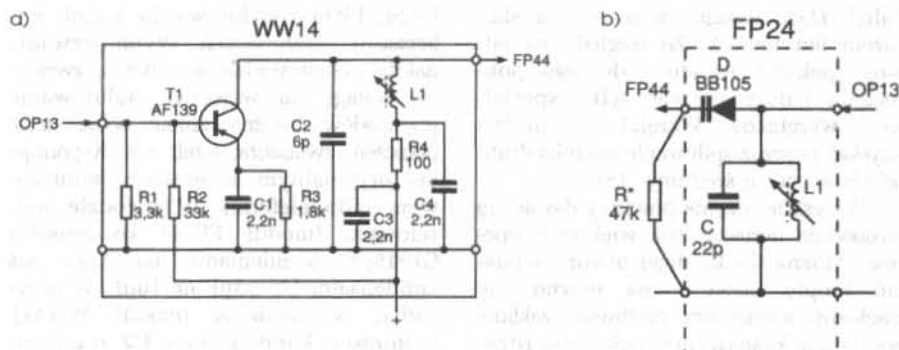 a)
WW14
T1
AF139
OP13
FP44
L1
C2
6p
R4
100
R1
3,3k
R2
33k
C1
2,2n
R3
1,8k
C3
2,2n
C4
2,2n
b)
FP24
D
BB105
FP44
OP13
R*
47k
C
22p
L1